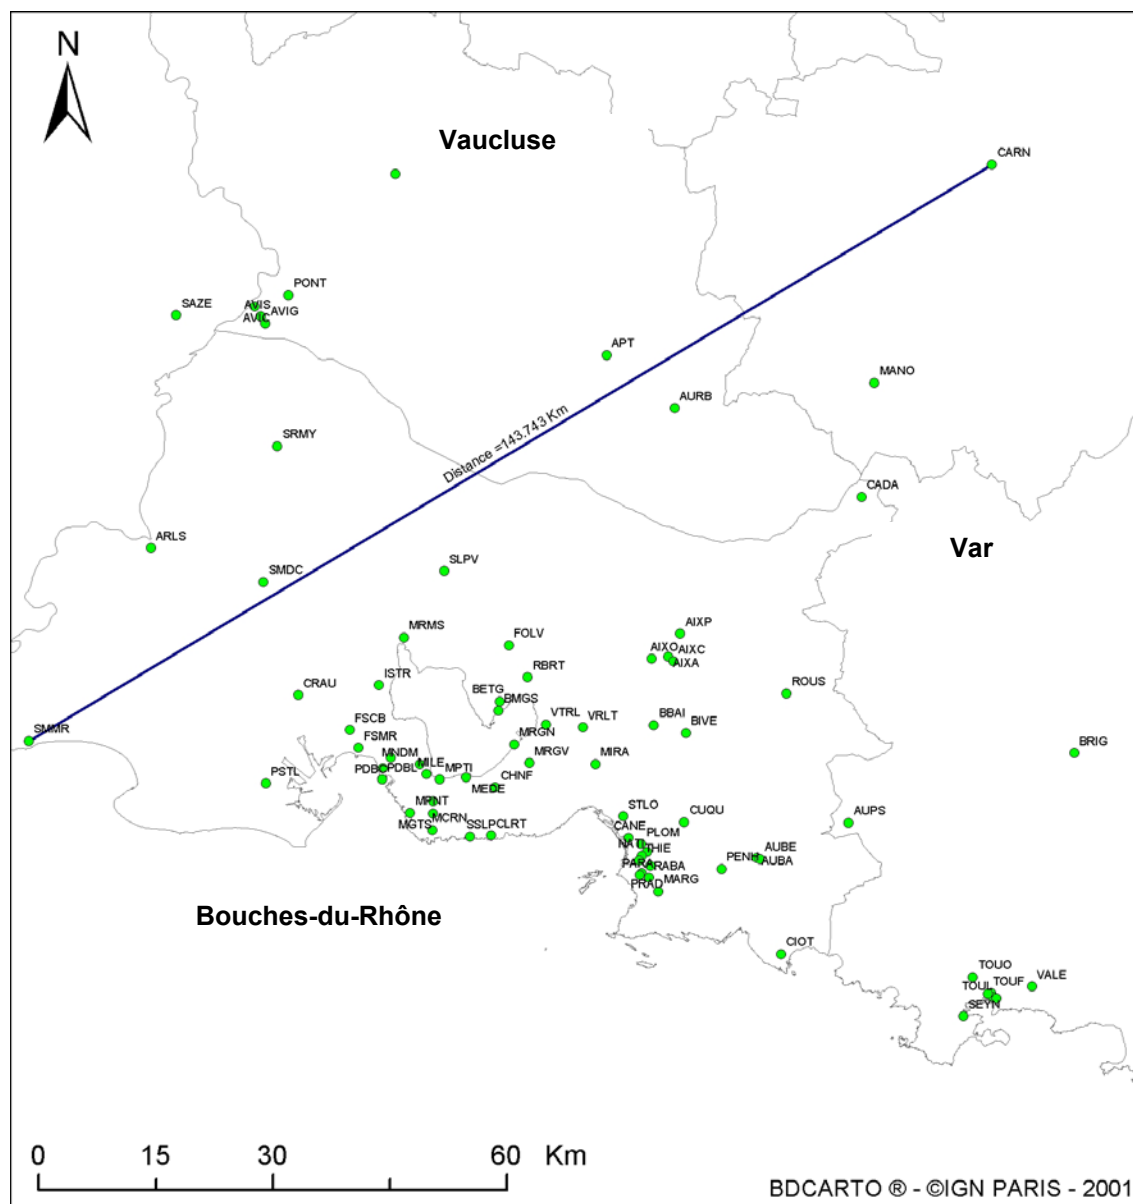 N
Vaucluse
CARN
PONT
SAZE
AVIS
AVIG
AVIC
APT
MANO
AURB
Distance =143.743 Km
SRMY
CADA
ARLS
Var
SLPV
SMDC
AIXP
MRMS
FOLV
AIXO
AIXC
AIXA
RBRT
ISTR
CRAU
ROUS
BETG
BMGS
SMMR
FSCB
VTRL
VRLT
BBAI
BIVE
FSMR
MRGN
BRIG
MNDM
MRGV
MIRA
PDBL
MILE
MPTI
CHNF
PSTL
MEDE
MPNT
STLO
CUQU
AUPS
MGTS
MCRN
SSLP
CLRT
CANE
PLOM
NATI
THIE
PENH
AUBE
AUBA
PARA
RABA
MARG
PRAD
Bouches-du-Rhône
CIOT
TOUO
TOUL
TOUF
VALE
SEYN
0 15 30 60 Km
BDCARTO ® - ©IGN PARIS - 2001